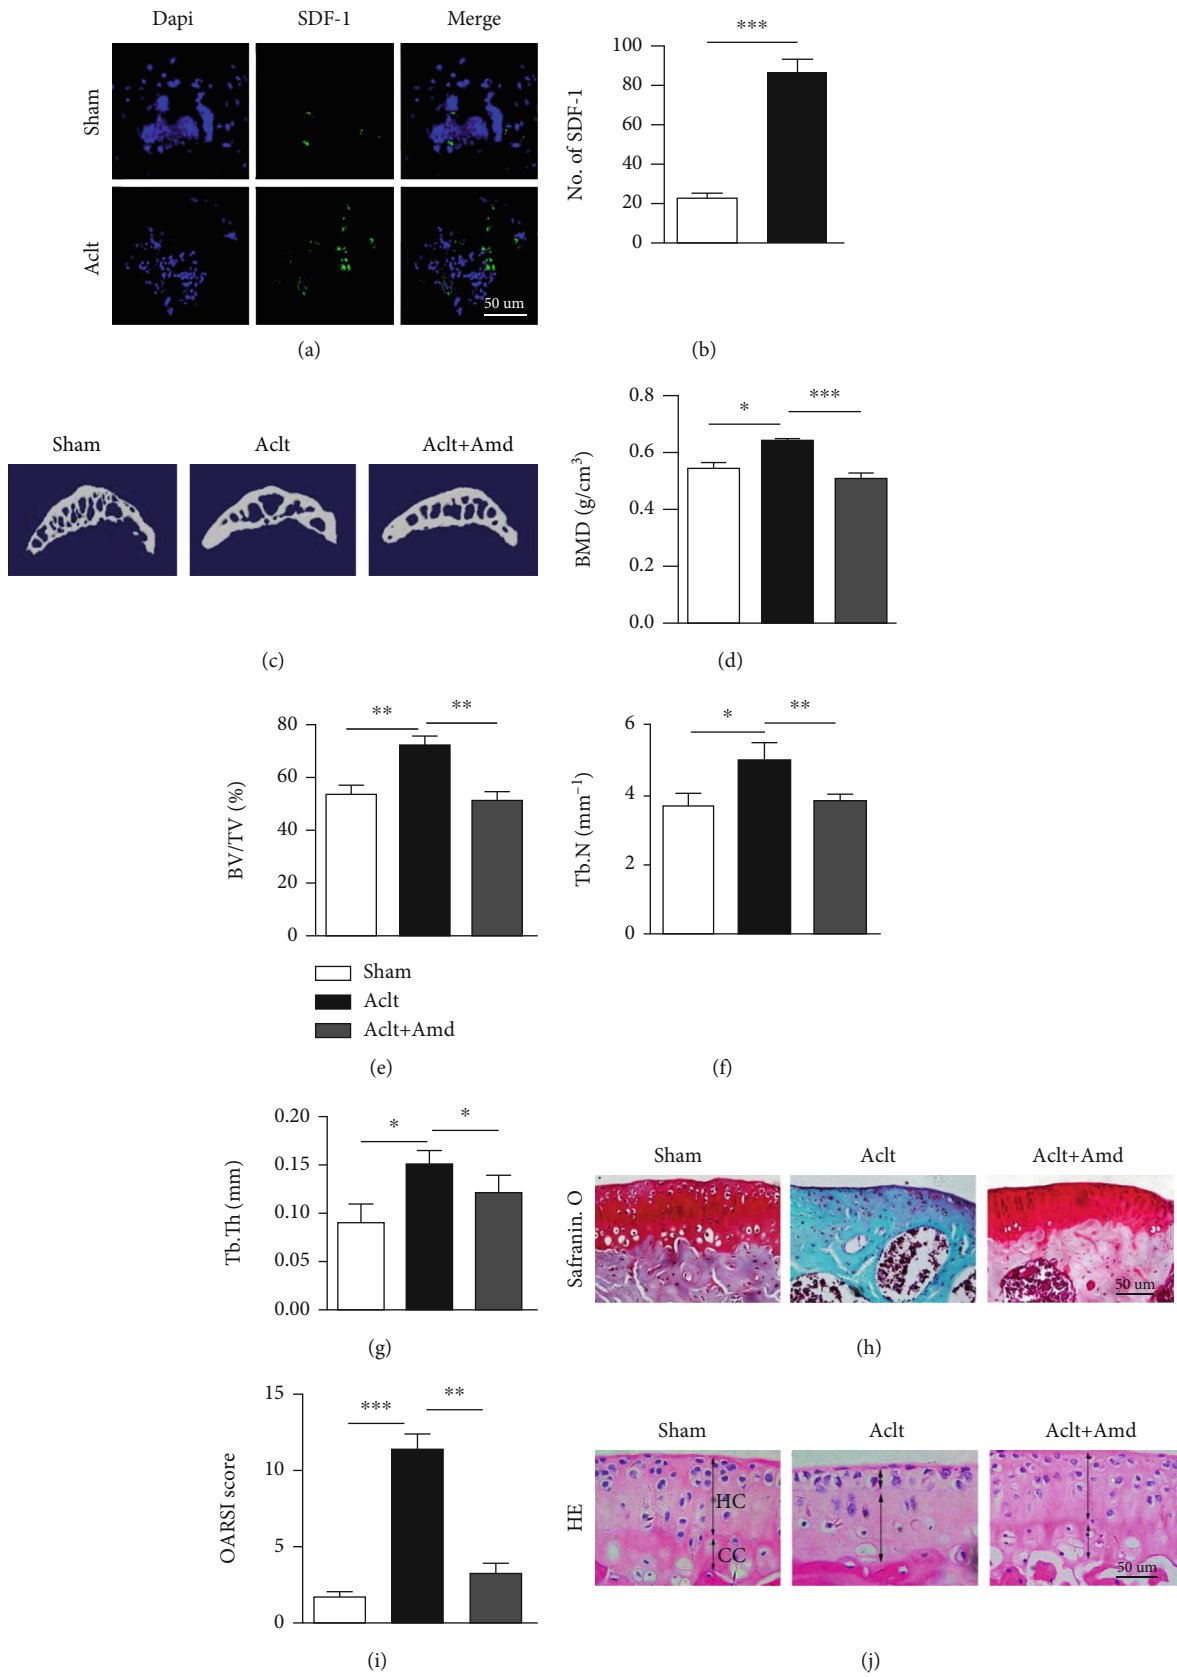 Dapi SDF-1 Merge
Sham
Aclt
50 um
(a)
No. of SDF-1
100
80
60
40
20
0
***
(b)
Sham Aclt Aclt+Amd
(c)
BMD (g/cm³)
0.8
0.6
0.4
0.2
0.0
* ***
(d)
BV/TV (%)
80
60
40
20
0
** **
Sham
Aclt
Aclt+Amd
(e)
Tb.N (mm⁻¹)
6
4
2
0
* **
(f)
Tb.Th (mm)
0.20
0.15
0.10
0.05
0.00
* *
(g)
Sham Aclt Aclt+Amd
Safranin. O
50 um
(h)
OARSI score
15
10
5
0
*** **
(i)
Sham Aclt Aclt+Amd
HE
HC
CC
50 um
(j)